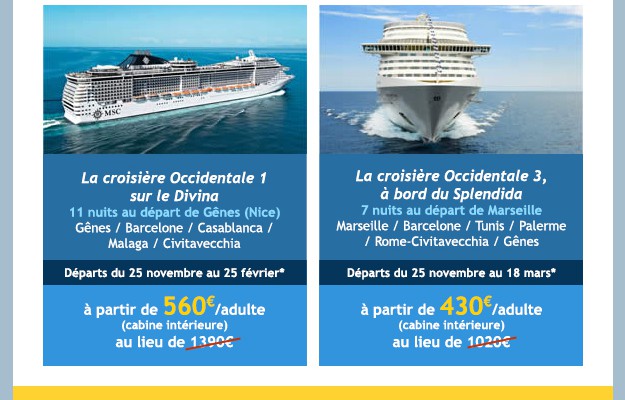 MSC
La croisière Occidentale 1
sur le Divina
11 nuits au départ de Gênes (Nice)
Gênes / Barcelone / Casablanca /
Malaga / Civitavecchia
Départs du 25 novembre au 25 février*
à partir de 560€/adulte
(cabine intérieure)
au lieu de 1390€
La croisière Occidentale 3,
à bord du Splendida
7 nuits au départ de Marseille
Marseille / Barcelone / Tunis / Palerme
/ Rome-Civitavecchia / Gênes
Départs du 25 novembre au 18 mars*
à partir de 430€/adulte
(cabine intérieure)
au lieu de 1020€